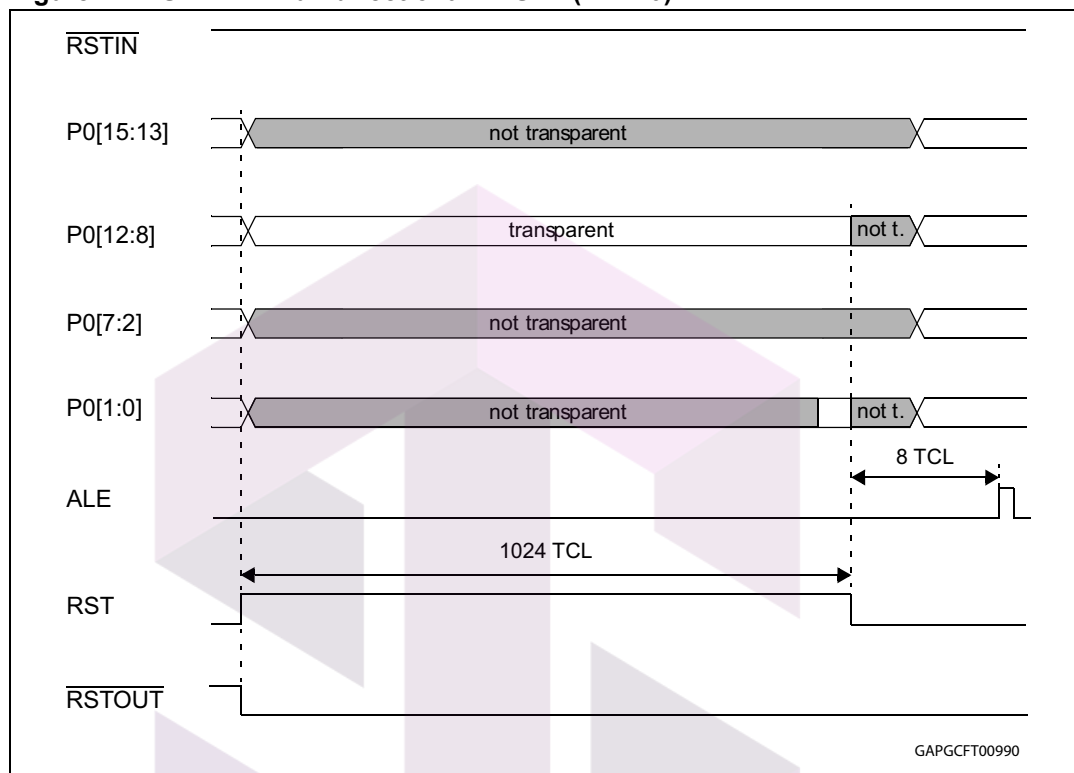 RSTIN
P0[15:13]
not transparent
P0[12:8]
transparent
not t.
P0[7:2]
not transparent
P0[1:0]
not transparent
not t.
8 TCL
ALE
1024 TCL
RST
RSTOUT
GAPGCFT00990